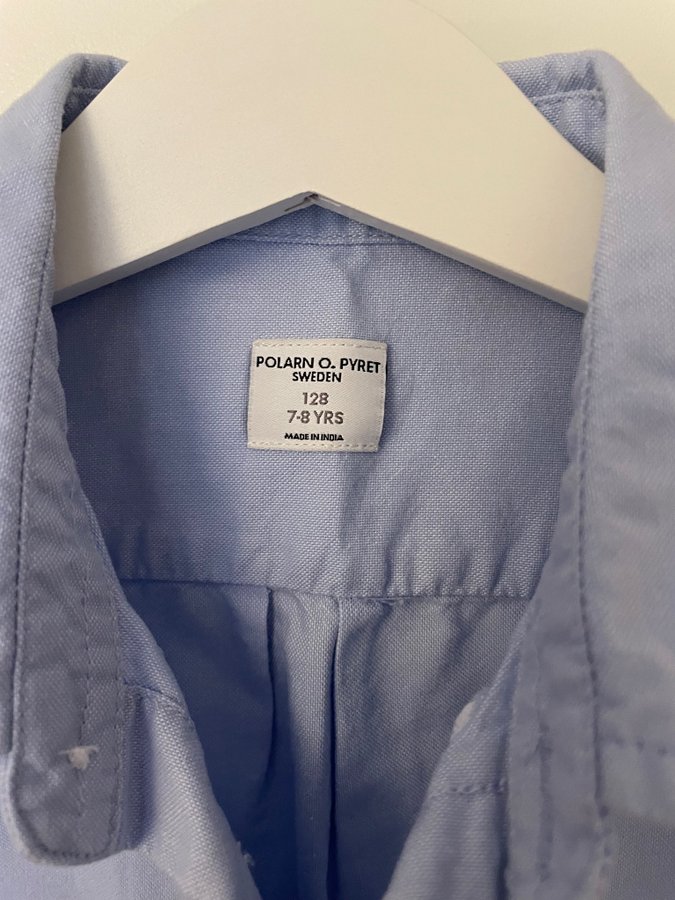 POLARN O. PYRET
SWEDEN
128
7-8 YRS
MADE IN INDIA